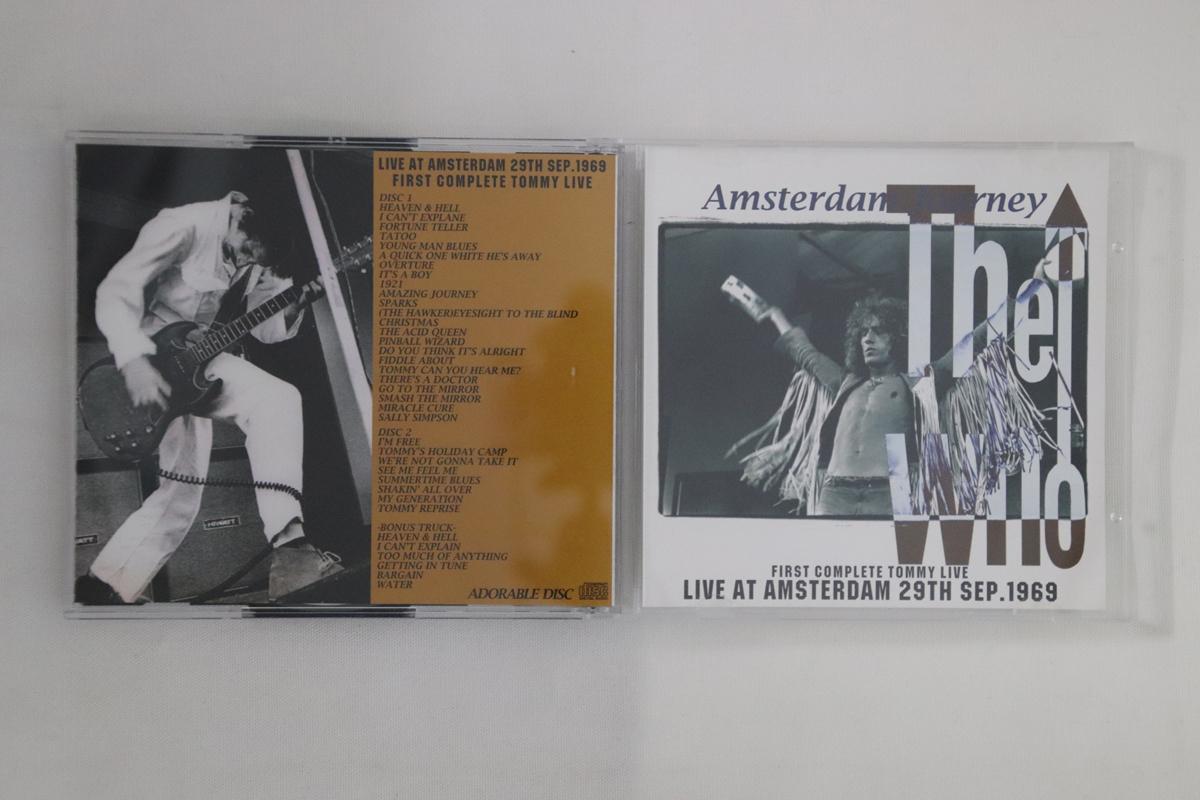 LIVE AT AMSTERDAM 29TH SEP.1969
FIRST COMPLETE TOMMY LIVE
DISC 1
HEAVEN & HELL
I CAN'T EXPLANE
FORTUNE TELLER
TATOO
YOUNG MAN BLUES
A QUICK ONE WHITE HE'S AWAY
OVERTURE
IT'S A BOY
1921
AMAZING JOURNEY
SPARKS
(THE HAWKER)EYESIGHT TO THE BLIND
CHRISTMAS
THE ACID QUEEN
PINBALL WIZARD
DO YOU THINK IT'S ALRIGHT
FIDDLE ABOUT
TOMMY CAN YOU HEAR ME?
THERE'S A DOCTOR
GO TO THE MIRROR
SMASH THE MIRROR
MIRACLE CURE
SALLY SIMPSON
DISC 2
I'M FREE
TOMMY'S HOLIDAY CAMP
WE'RE NOT GONNA TAKE IT
SEE ME FEEL ME
SUMMERTIME BLUES
SHAKIN' ALL OVER
MY GENERATION
TOMMY REPRISE
-BONUS TRUCK-
HEAVEN & HELL
I CAN'T EXPLAIN
TOO MUCH OF ANYTHING
GETTING IN TUNE
BARGAIN
WATER
ADORABLE DISC
disc
HIWATT
Amsterdam Journey
The
Who
FIRST COMPLETE TOMMY LIVE
LIVE AT AMSTERDAM 29TH SEP.1969